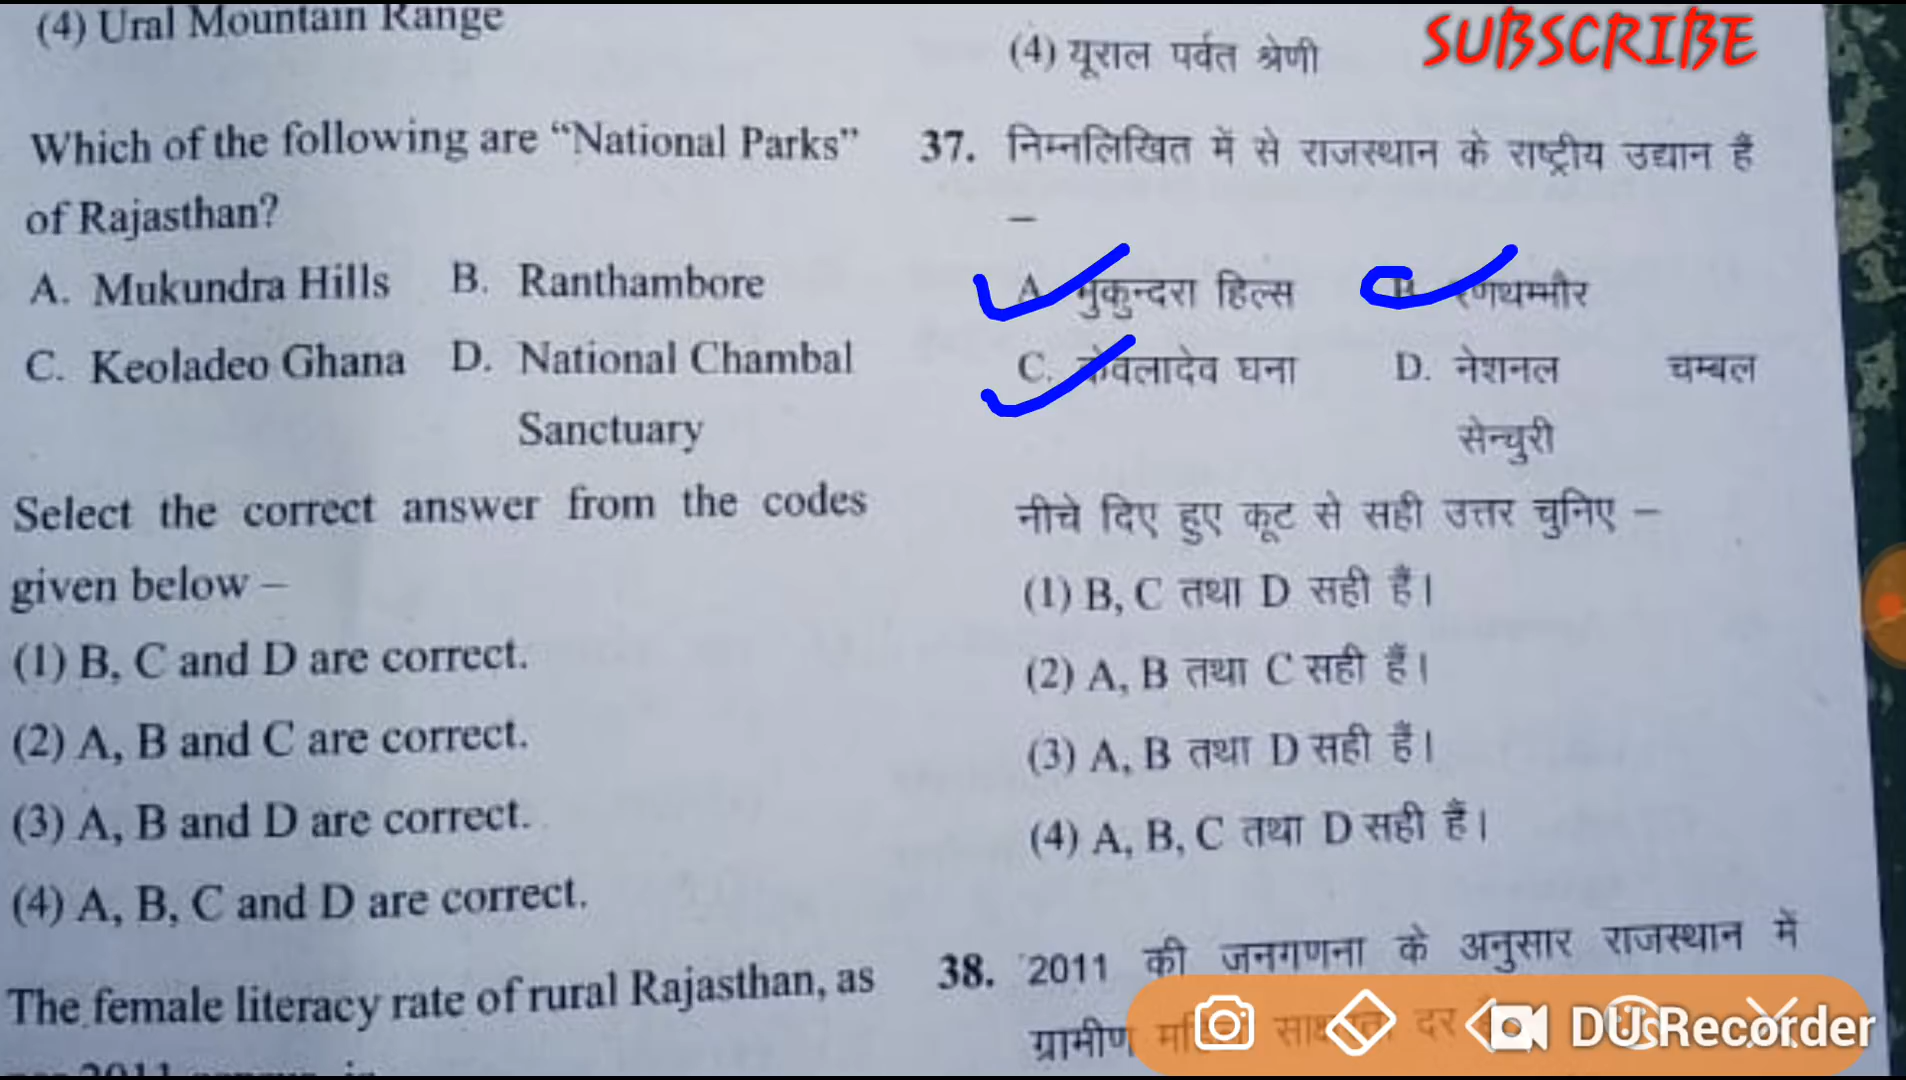 (4) Ural Mountain Range
Which of the following are “National Parks”
of Rajasthan?
A. Mukundra Hills B. Ranthambore
C. Keoladeo Ghana D. National Chambal
Sanctuary
Select the correct answer from the codes
given below –
(1) B, C and D are correct.
(2) A, B and C are correct.
(3) A, B and D are correct.
(4) A, B, C and D are correct.
The female literacy rate of rural Rajasthan, as
SUBSCRIBE
(4) यूराल पर्वत श्रेणी
37. निम्नलिखित में से राजस्थान के राष्ट्रीय उद्यान हैं
–
A. मुकुन्दरा हिल्स B. रणथम्भौर
C. केवलादेव घना D. नेशनल चम्बल
सेन्चुरी
नीचे दिए हुए कूट से सही उत्तर चुनिए –
(1) B, C तथा D सही हैं।
(2) A, B तथा C सही हैं।
(3) A, B तथा D सही हैं।
(4) A, B, C तथा D सही हैं।
38. 2011 की जनगणना के अनुसार राजस्थान में
ग्रामीण दर
DU Recorder